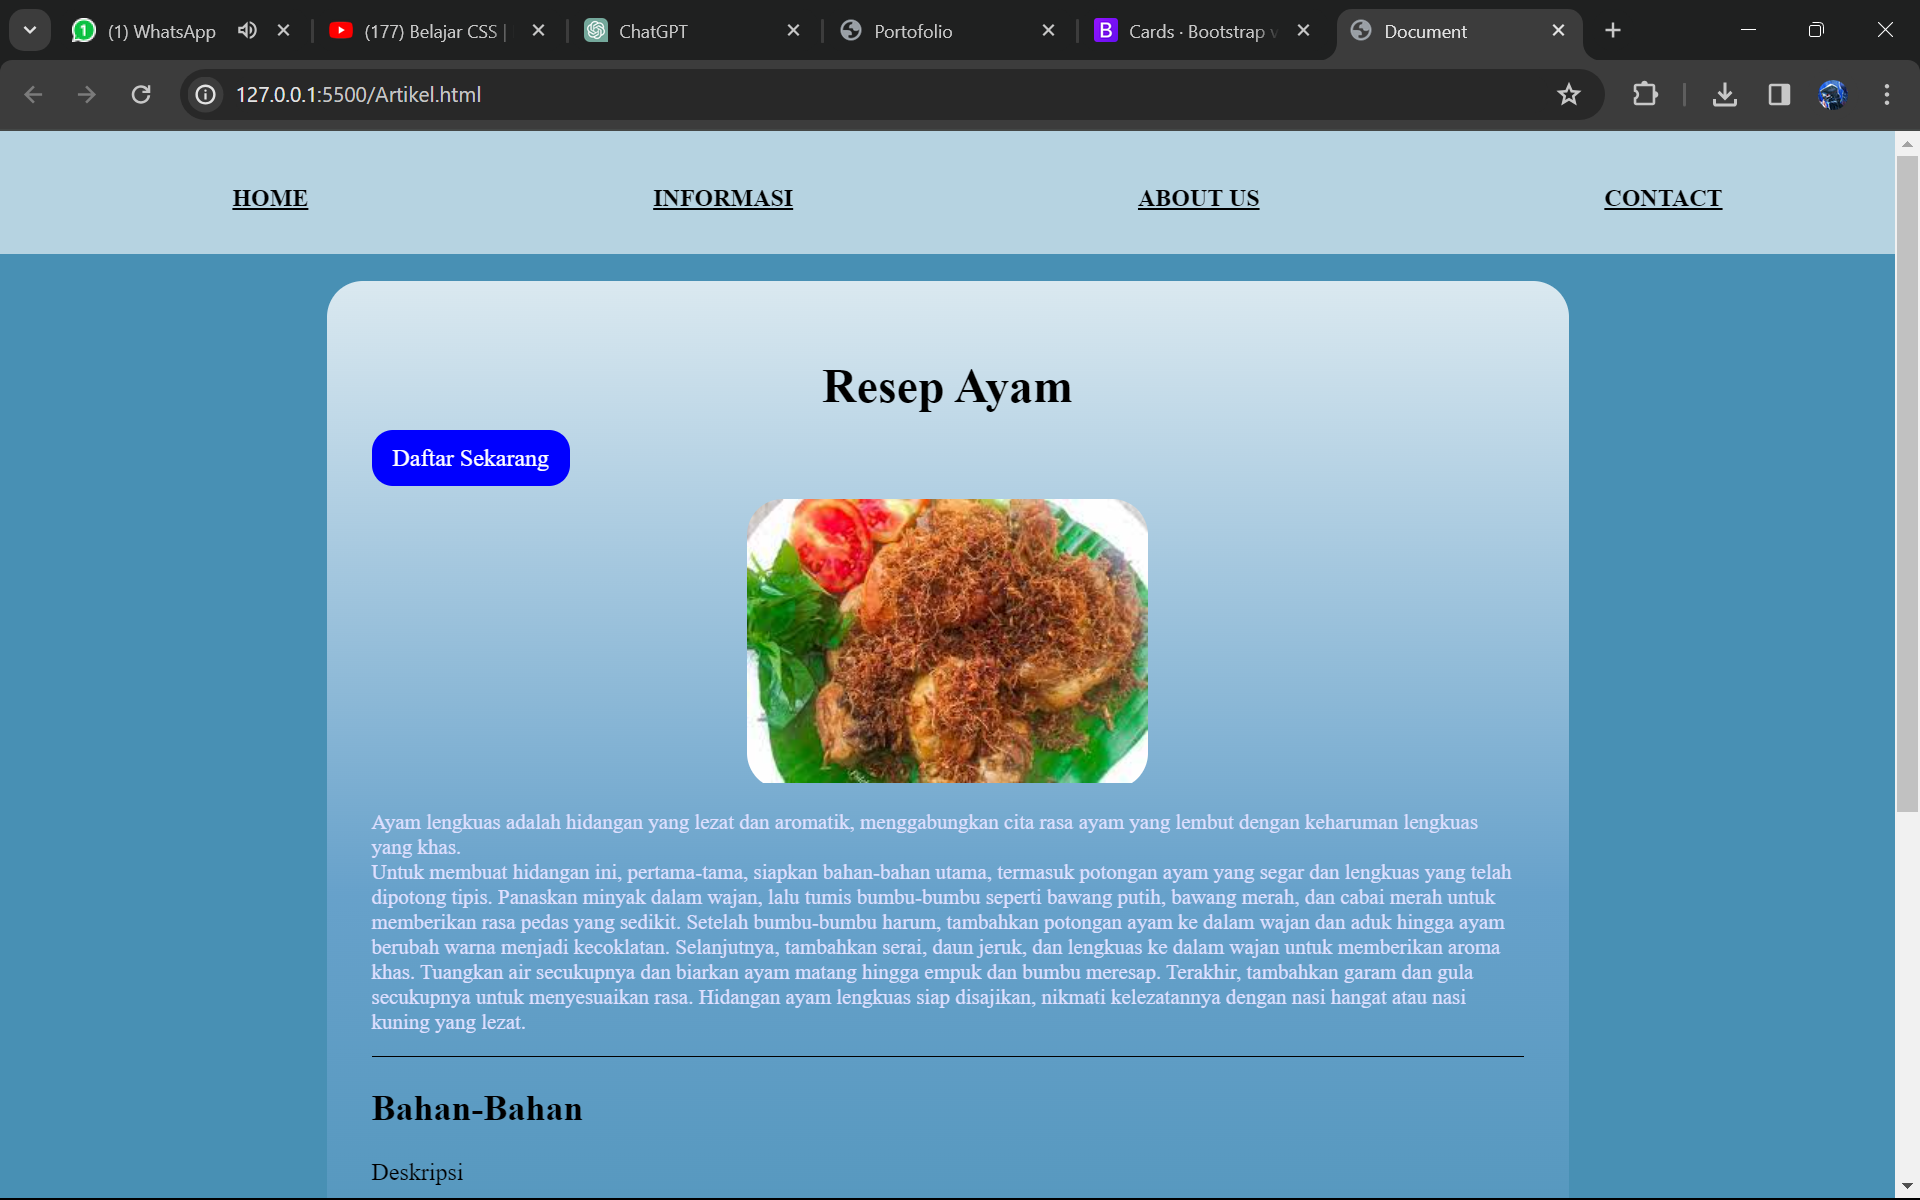 (1) WhatsApp
(177) Belajar CSS |
ChatGPT
Portofolio
B
Cards · Bootstrap v
Document
127.0.0.1:5500/Artikel.html
HOME
INFORMASI
ABOUT US
CONTACT
Resep Ayam
Daftar Sekarang
Ayam lengkuas adalah hidangan yang lezat dan aromatik, menggabungkan cita rasa ayam yang lembut dengan keharuman lengkuas
yang khas.
Untuk membuat hidangan ini, pertama-tama, siapkan bahan-bahan utama, termasuk potongan ayam yang segar dan lengkuas yang telah
dipotong tipis. Panaskan minyak dalam wajan, lalu tumis bumbu-bumbu seperti bawang putih, bawang merah, dan cabai merah untuk
memberikan rasa pedas yang sedikit. Setelah bumbu-bumbu harum, tambahkan potongan ayam ke dalam wajan dan aduk hingga ayam
berubah warna menjadi kecoklatan. Selanjutnya, tambahkan serai, daun jeruk, dan lengkuas ke dalam wajan untuk memberikan aroma
khas. Tuangkan air secukupnya dan biarkan ayam matang hingga empuk dan bumbu meresap. Terakhir, tambahkan garam dan gula
secukupnya untuk menyesuaikan rasa. Hidangan ayam lengkuas siap disajikan, nikmati kelezatannya dengan nasi hangat atau nasi
kuning yang lezat.
Bahan-Bahan
Deskripsi